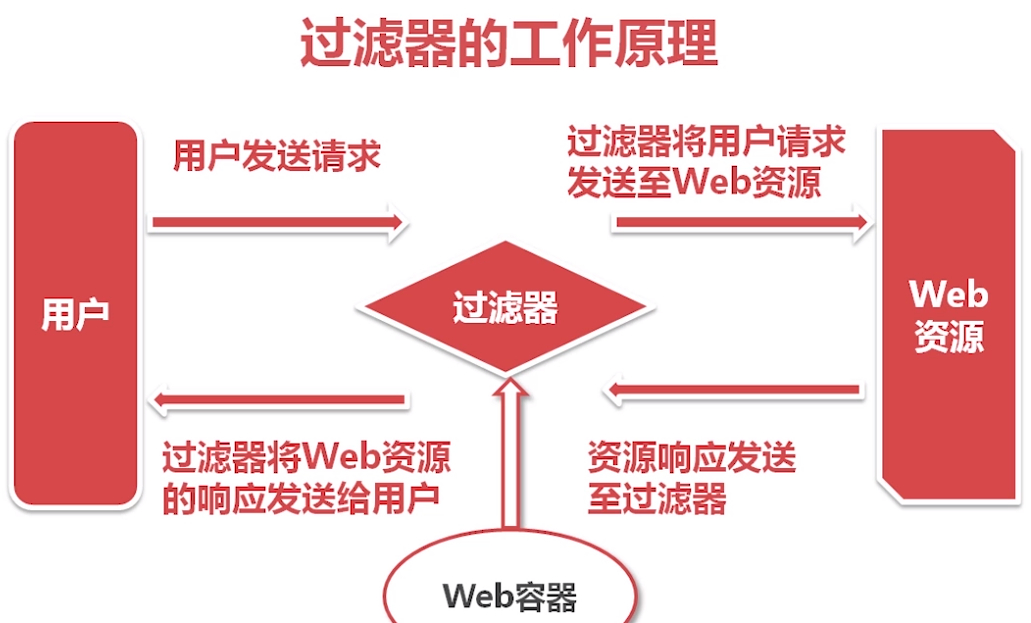 过滤器的工作原理
用户发送请求
过滤器将用户请求
发送至Web资源
用户
过滤器
Web
资源
过滤器将Web资源
的响应发送给用户
资源响应发送
至过滤器
Web容器